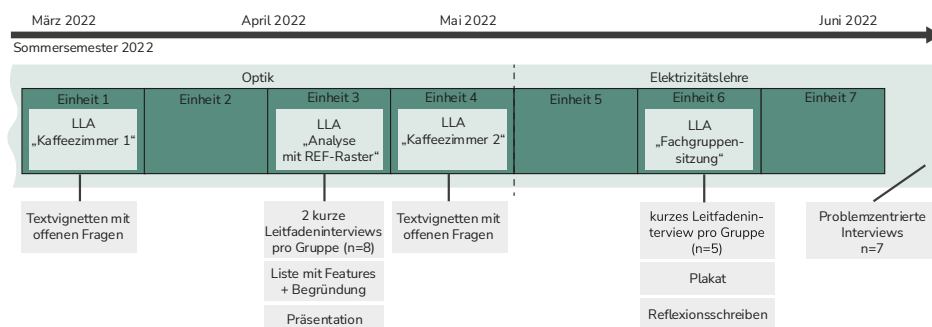 März 2022
April 2022
Mai 2022
Juni 2022
Sommersemester 2022
Optik
Elektrizitätslehre
Einheit 1
Einheit 2
Einheit 3
Einheit 4
Einheit 5
Einheit 6
Einheit 7
LLA
„Kaffeezimmer 1“
LLA
„Analyse
mit REF-Raster“
LLA
„Kaffeezimmer 2“
LLA
„Fachgruppen-
sitzung“
Textvignetten mit
offenen Fragen
2 kurze
Leitfadeninterviews
pro Gruppe (n=8)
Liste mit Features
+ Begründung
Präsentation
Textvignetten mit
offenen Fragen
kurzes Leitfadenin-
terview pro Gruppe
(n=5)
Plakat
Reflexionsschreiben
Problemzentrierte
Interviews
n=7